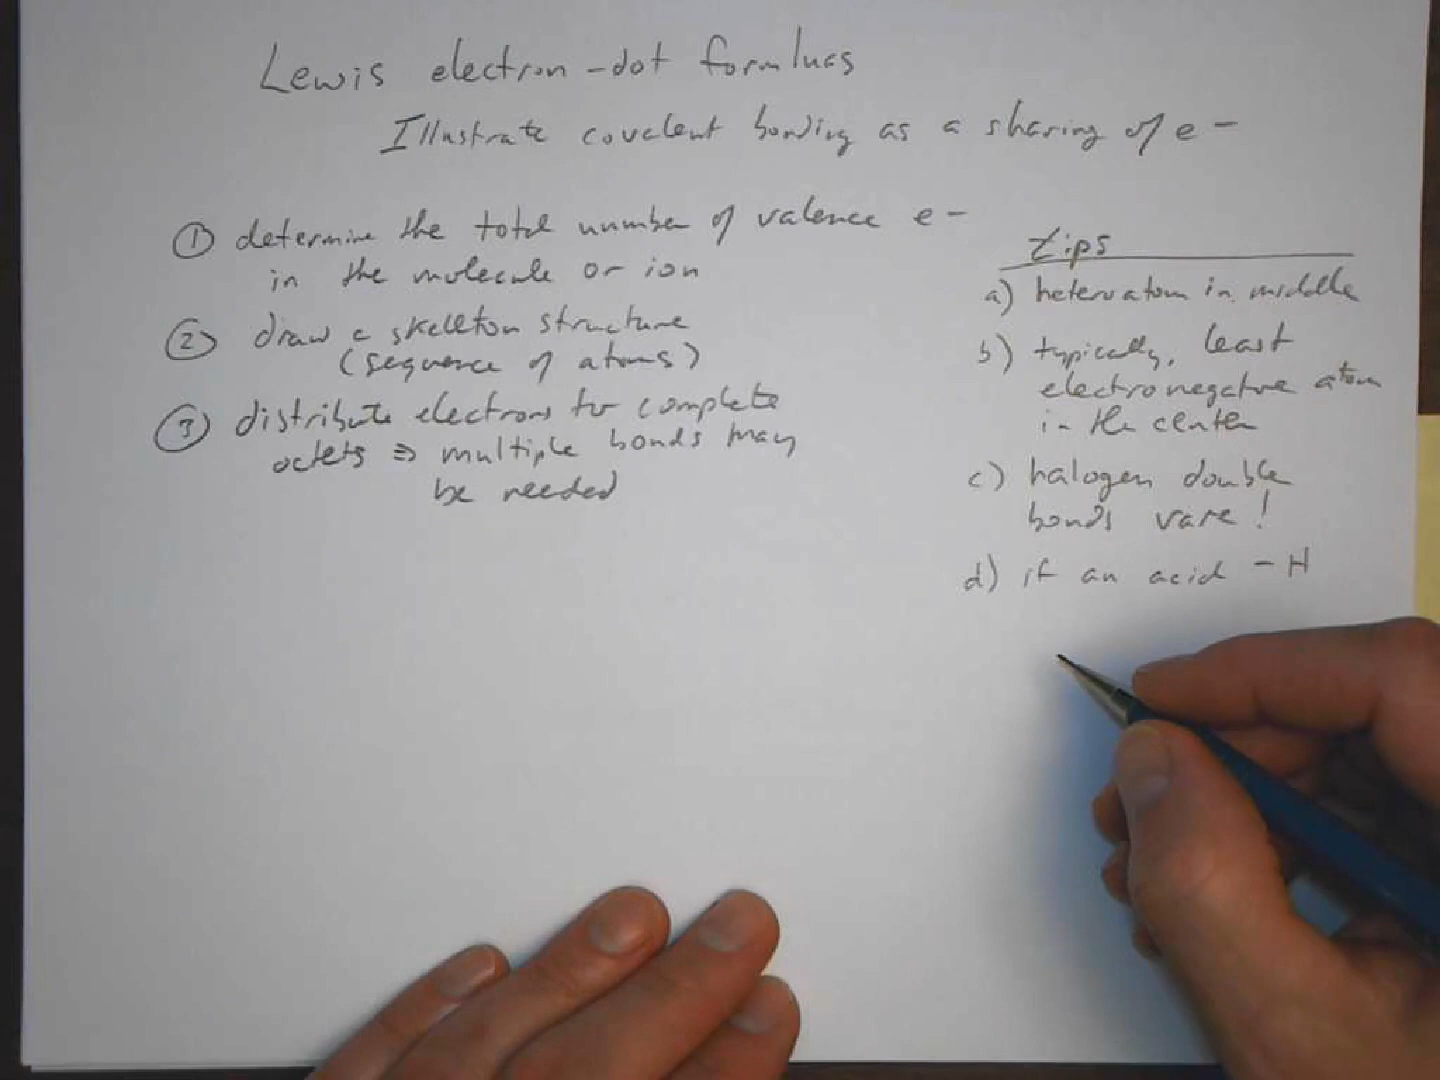 Lewis electron-dot formluas
Illustrate covalent bonding as a sharing of e-
① determine the total number of valence e-
in the molecule or ion
② draw a skeleton structure
(sequence of atoms)
③ distribute electrons to complete
octets ⇒ multiple bonds may
be needed
tips
a) heteroatom in middle
b) typically, least
electronegative atom
in the center
c) halogen double
bonds rare!
d) if an acid - H